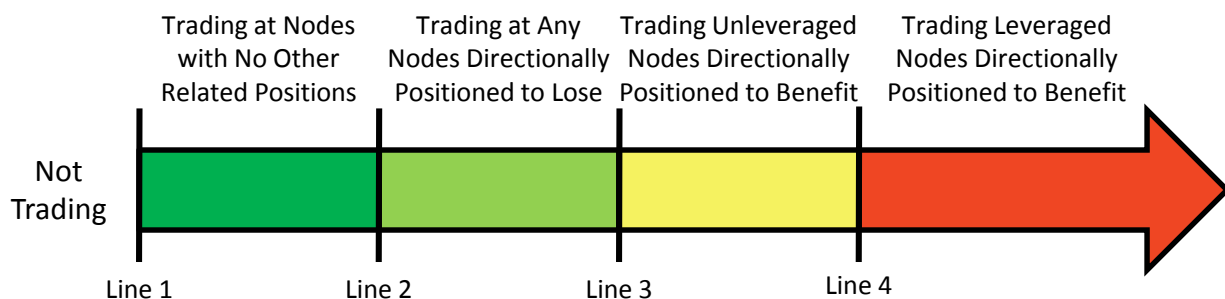 Trading at Nodes
with No Other
Related Positions
Trading at Any
Nodes Directionally
Positioned to Lose
Trading Unleveraged
Nodes Directionally
Positioned to Benefit
Trading Leveraged
Nodes Directionally
Positioned to Benefit
Not
Trading
Line 1
Line 2
Line 3
Line 4